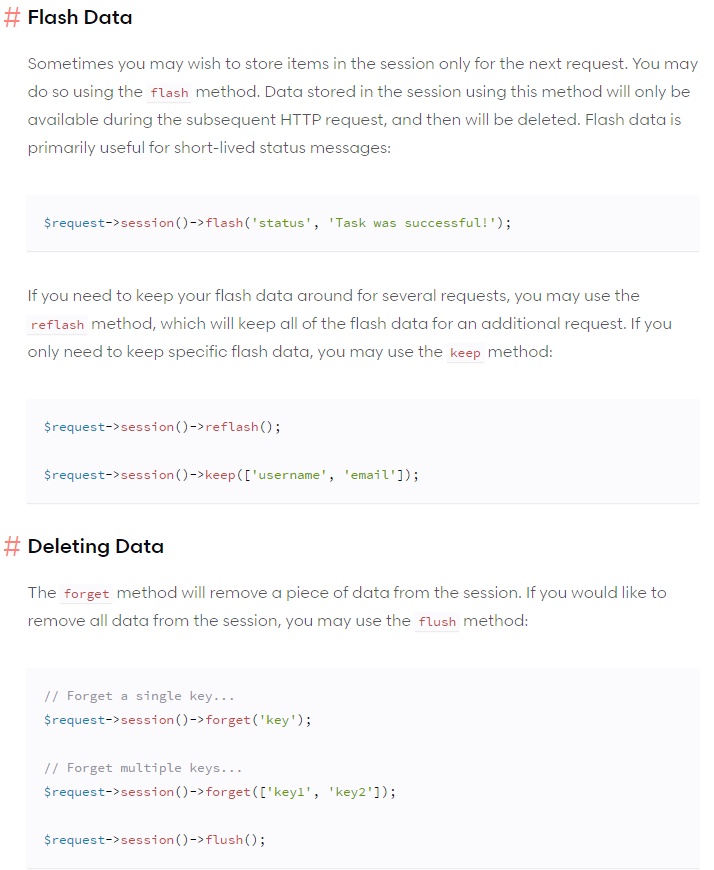 # Flash Data
Sometimes you may wish to store items in the session only for the next request. You may
do so using the flash method. Data stored in the session using this method will only be
available during the subsequent HTTP request, and then will be deleted. Flash data is
primarily useful for short-lived status messages:
$request->session()->flash('status', 'Task was successful!');
If you need to keep your flash data around for several requests, you may use the
reflash method, which will keep all of the flash data for an additional request. If you
only need to keep specific flash data, you may use the keep method:
$request->session()->reflash();
$request->session()->keep(['username', 'email']);
# Deleting Data
The forget method will remove a piece of data from the session. If you would like to
remove all data from the session, you may use the flush method:
// Forget a single key...
$request->session()->forget('key');
// Forget multiple keys...
$request->session()->forget(['key1', 'key2']);
$request->session()->flush();